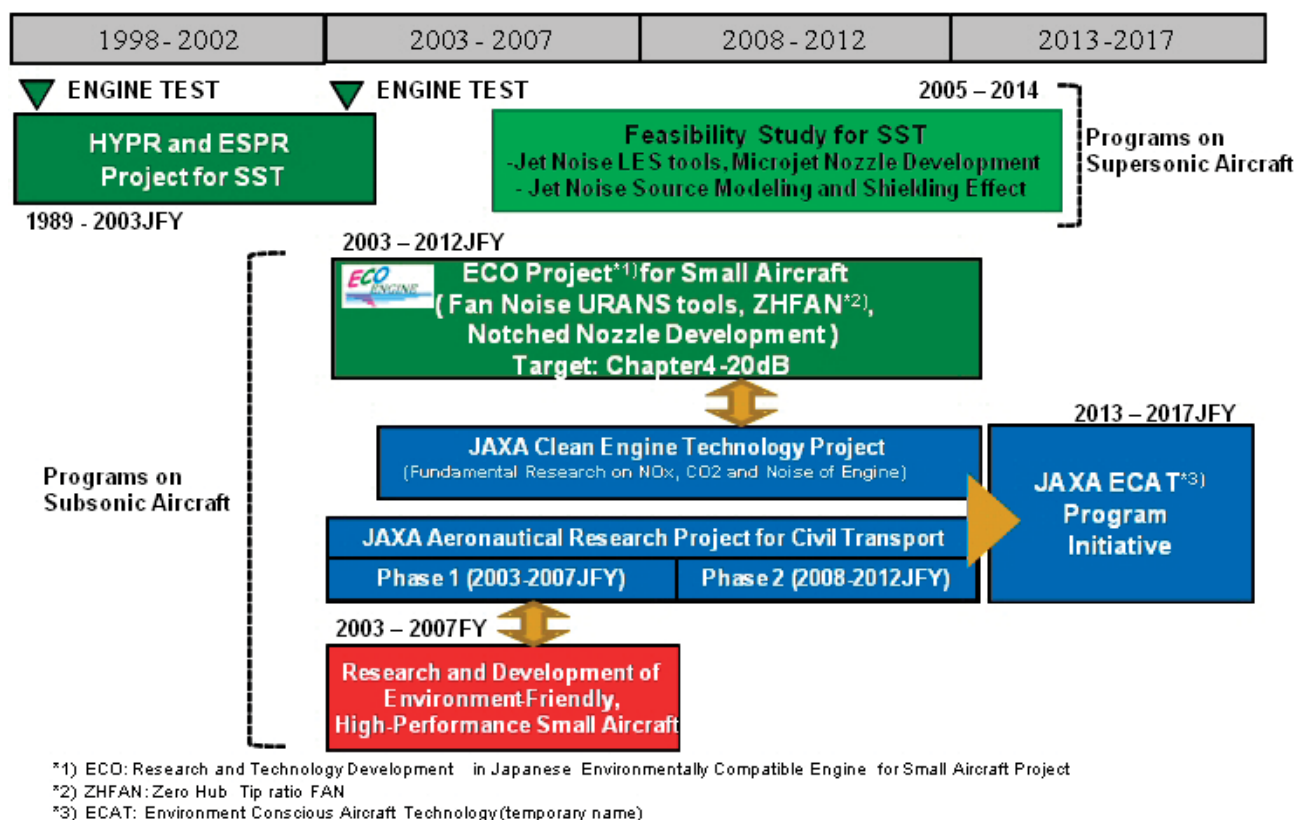 1998-2002 2003 - 2007 2008 - 2012 2013-2017
ENGINE TEST
ENGINE TEST
2005 – 2014
HYPR and ESPR
Project for SST
Feasibility Study for SST
-Jet Noise LES tools, Microjet Nozzle Development
- Jet Noise Source Modeling and Shielding Effect
Programs on
Supersonic Aircraft
1989 - 2003JFY
2003 – 2012JFY
ECO
ENGINE
ECO Project*1) for Small Aircraft
( Fan Noise URANS tools, ZHFAN*2),
Notched Nozzle Development )
Target: Chapter4 -20dB
2013 – 2017JFY
JAXA Clean Engine Technology Project
(Fundamental Research on NOx, CO2 and Noise of Engine)
Programs on
Subsonic Aircraft
JAXA ECAT*3)
Program
Initiative
JAXA Aeronautical Research Project for Civil Transport
Phase 1 (2003-2007JFY) Phase 2 (2008-2012JFY)
2003 – 2007FY
Research and Development of
Environment-Friendly,
High-Performance Small Aircraft
*1) ECO: Research and Technology Development in Japanese Environmentally Compatible Engine for Small Aircraft Project
*2) ZHFAN: Zero Hub Tip ratio FAN
*3) ECAT: Environment Conscious Aircraft Technology(temporary name)